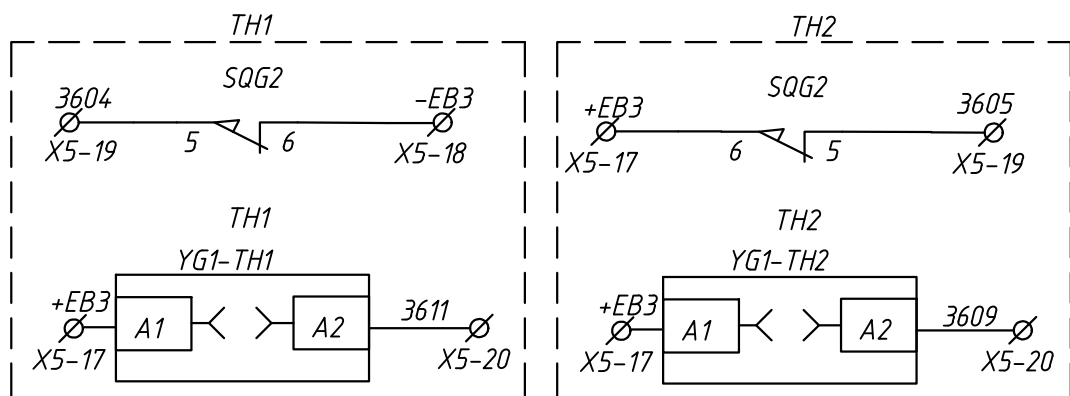 TH1
SQG2
3604
-EB3
5
6
X5-19
X5-18
TH1
YG1-TH1
+EB3
A1
A2
3611
X5-17
X5-20
TH2
SQG2
+EB3
3605
6
5
X5-17
X5-19
TH2
YG1-TH2
+EB3
A1
A2
3609
X5-17
X5-20